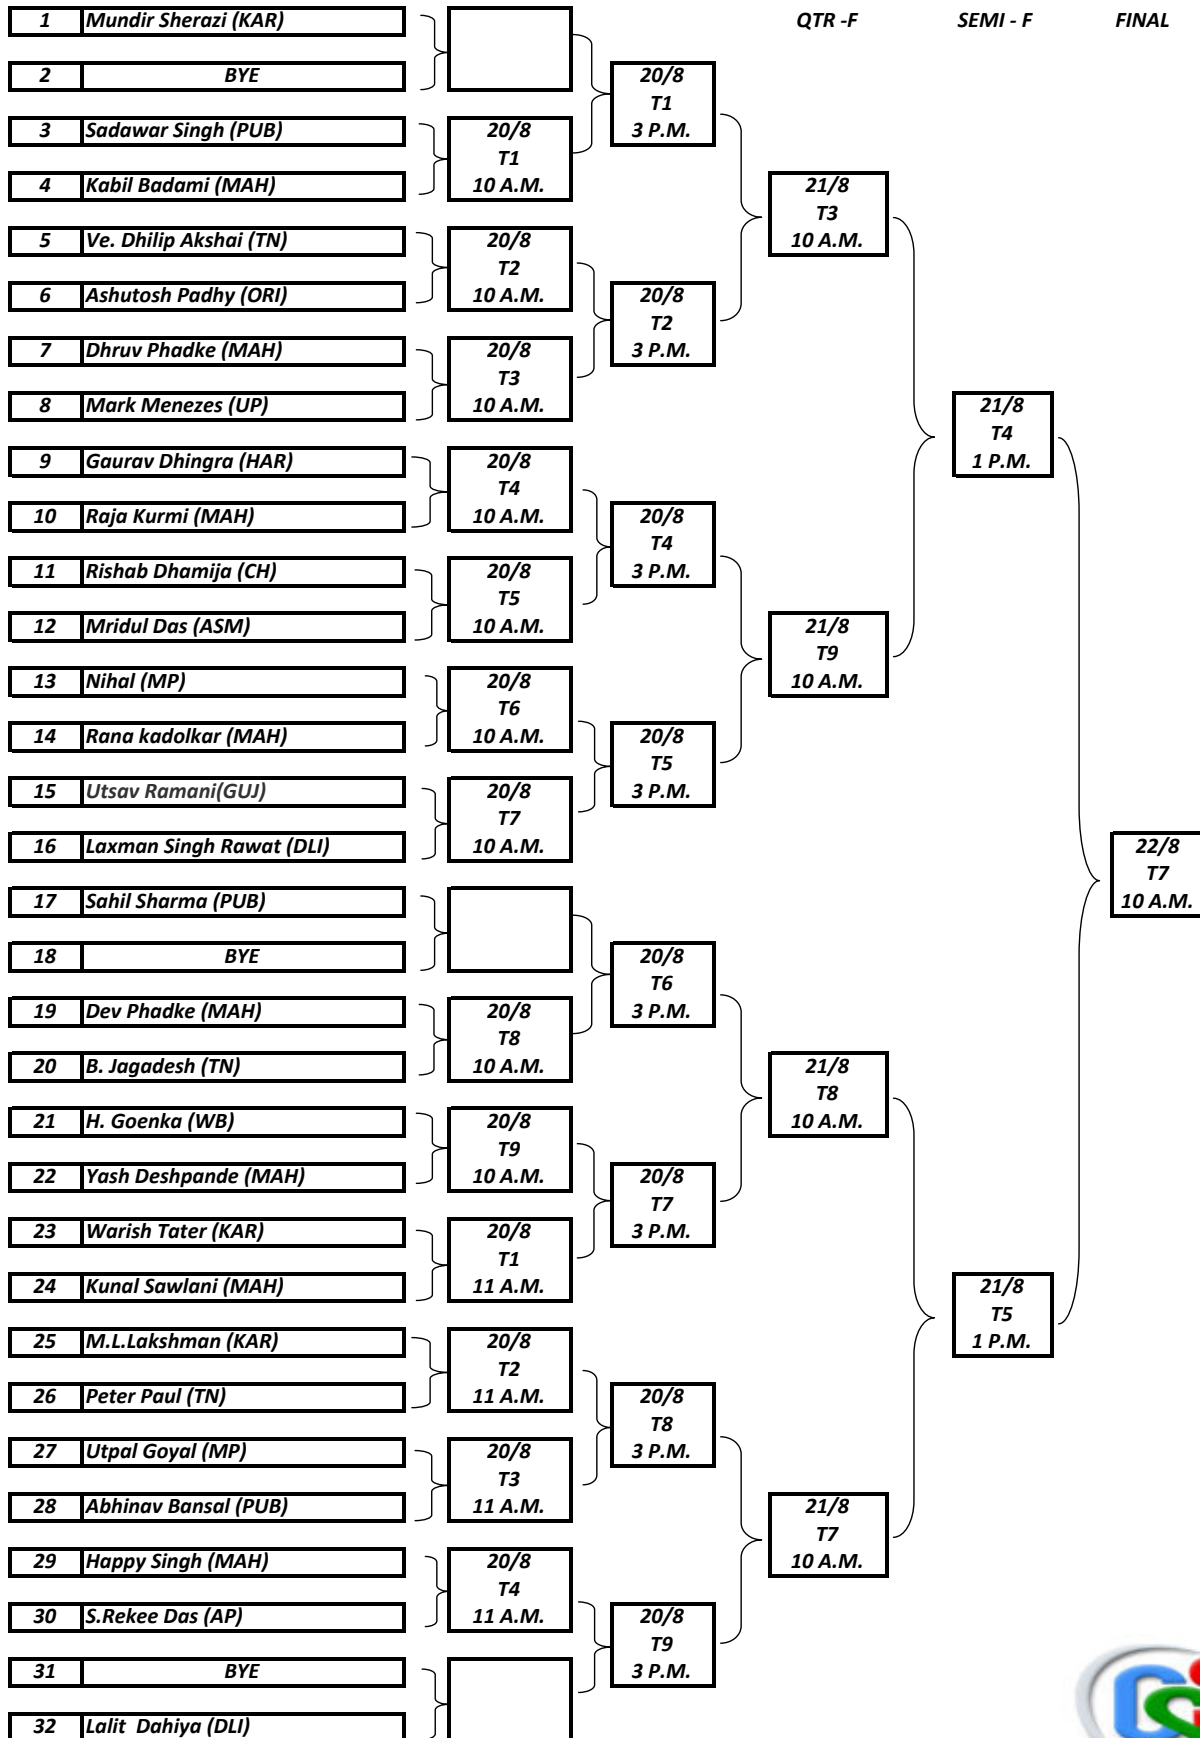 1 Mundir Sherazi (KAR) QTR -F SEMI - F FINAL
2 BYE 20/8
T1
3 Sadawar Singh (PUB) 20/8 3 P.M.
T1
4 Kabil Badami (MAH) 10 A.M. 21/8
T3
5 Ve. Dhilip Akshai (TN) 20/8 10 A.M.
T2
6 Ashutosh Padhy (ORI) 10 A.M. 20/8
T2
7 Dhruv Phadke (MAH) 20/8 3 P.M.
T3
8 Mark Menezes (UP) 10 A.M. 21/8
T4
9 Gaurav Dhingra (HAR) 20/8 1 P.M.
T4
10 Raja Kurmi (MAH) 10 A.M. 20/8
T4
11 Rishab Dhamija (CH) 20/8 3 P.M.
T5
12 Mridul Das (ASM) 10 A.M. 21/8
T9
13 Nihal (MP) 20/8 10 A.M.
T6
14 Rana kadolkar (MAH) 10 A.M. 20/8
T5
15 Utsav Ramani(GUJ) 20/8 3 P.M.
T7
16 Laxman Singh Rawat (DLI) 10 A.M. 22/8
T7
17 Sahil Sharma (PUB) 10 A.M.
18 BYE 20/8
T6
19 Dev Phadke (MAH) 20/8 3 P.M.
T8
20 B. Jagadesh (TN) 10 A.M. 21/8
T8
21 H. Goenka (WB) 20/8 10 A.M.
T9
22 Yash Deshpande (MAH) 10 A.M. 20/8
T7
23 Warish Tater (KAR) 20/8 3 P.M.
T1
24 Kunal Sawlani (MAH) 11 A.M. 21/8
T5
25 M.L.Lakshman (KAR) 20/8 1 P.M.
T2
26 Peter Paul (TN) 11 A.M. 20/8
T8
27 Utpal Goyal (MP) 20/8 3 P.M.
T3
28 Abhinav Bansal (PUB) 11 A.M. 21/8
T7
29 Happy Singh (MAH) 20/8 10 A.M.
T4
30 S.Rekee Das (AP) 11 A.M. 20/8
T9
31 BYE 3 P.M.
32 Lalit Dahiya (DLI)